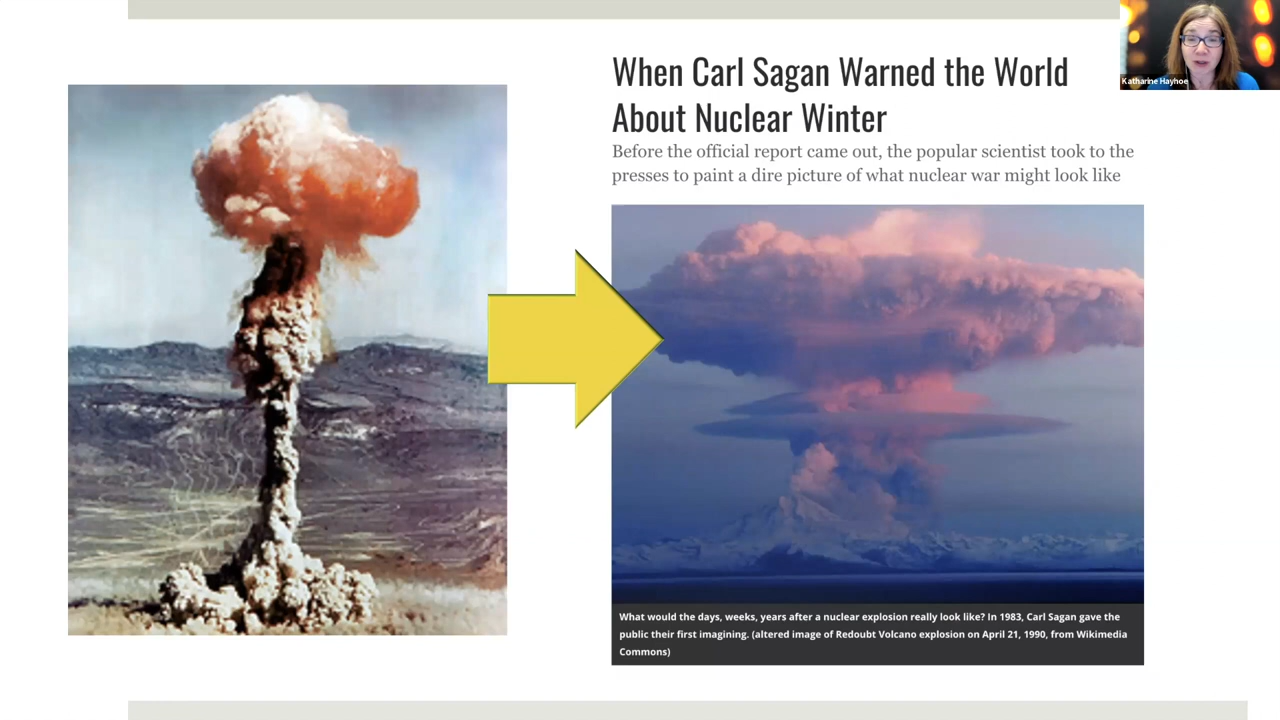 When Carl Sagan Warned the World
About Nuclear Winter
Before the official report came out, the popular scientist took to the
presses to paint a dire picture of what nuclear war might look like
What would the days, weeks, years after a nuclear explosion really look like? In 1983, Carl Sagan gave the
public their first imagining. (altered image of Redoubt Volcano explosion on April 21, 1990, from Wikimedia
Commons)
Katharine Hayhoe